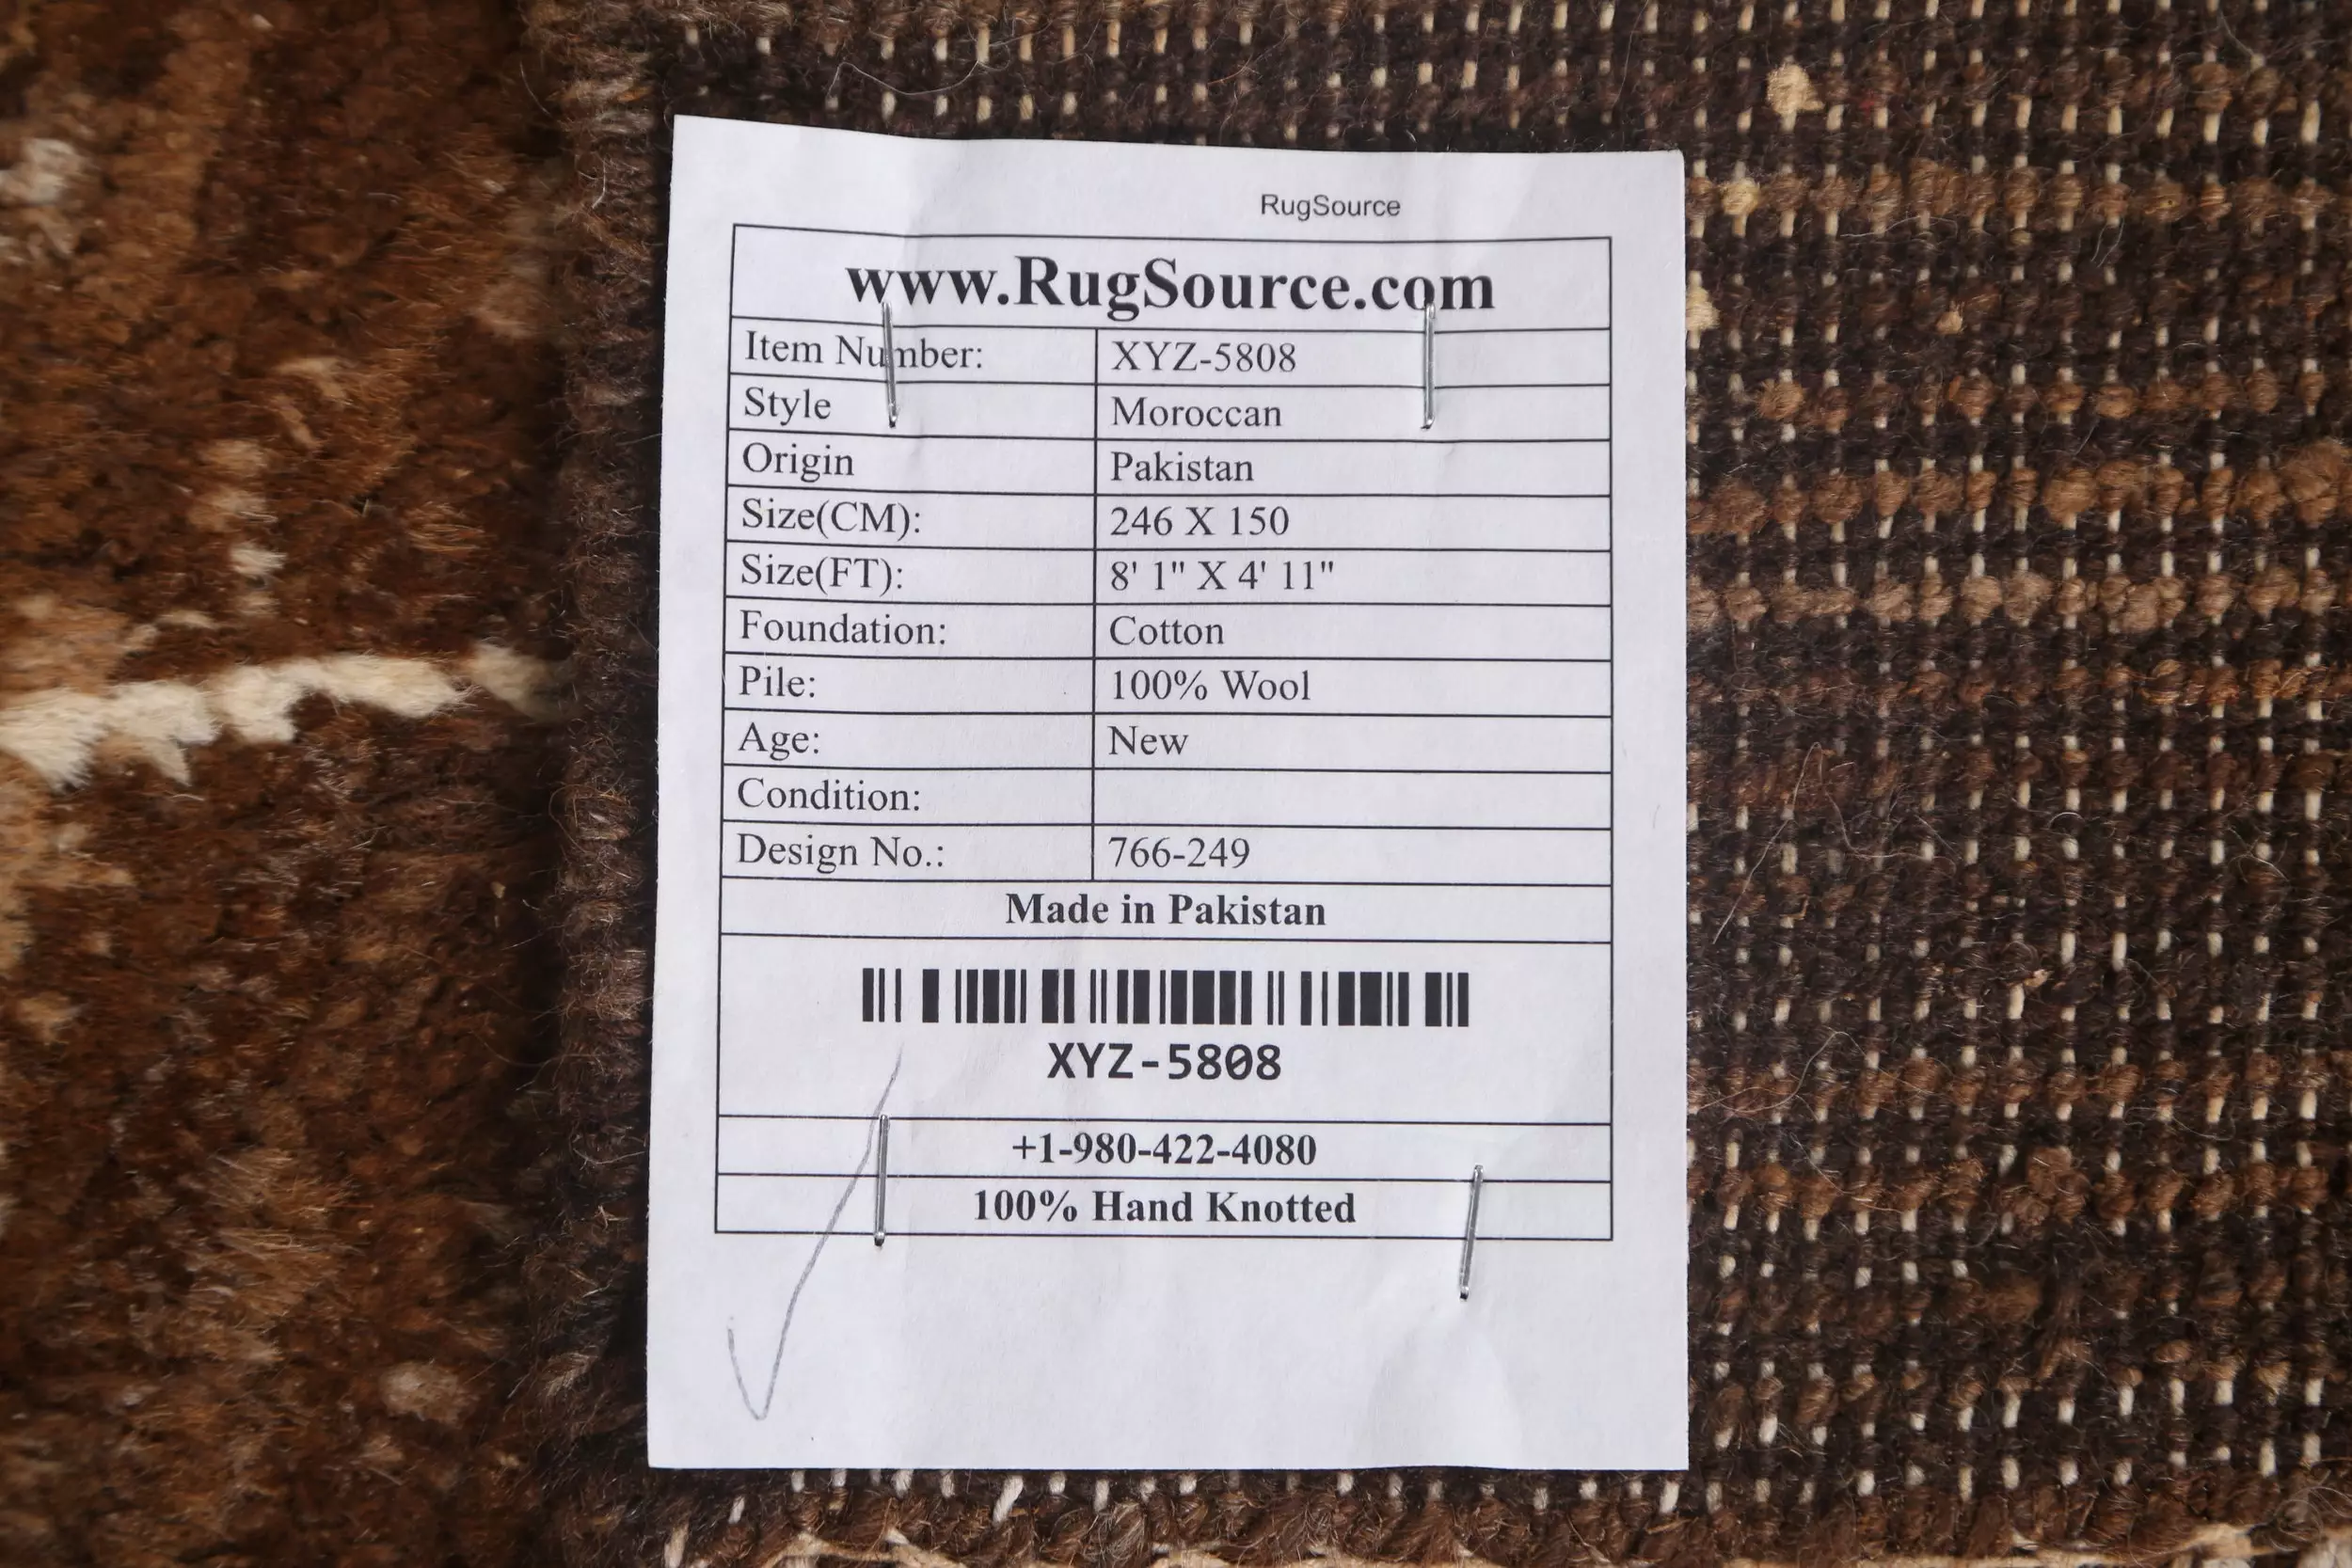 RugSource
www.RugSource.com
Item Number: XYZ-5808
Style Moroccan
Origin Pakistan
Size(CM): 246 X 150
Size(FT): 8' 1" X 4' 11"
Foundation: Cotton
Pile: 100% Wool
Age: New
Condition:
Design No.: 766-249
Made in Pakistan
XYZ-5808
+1-980-422-4080
100% Hand Knotted